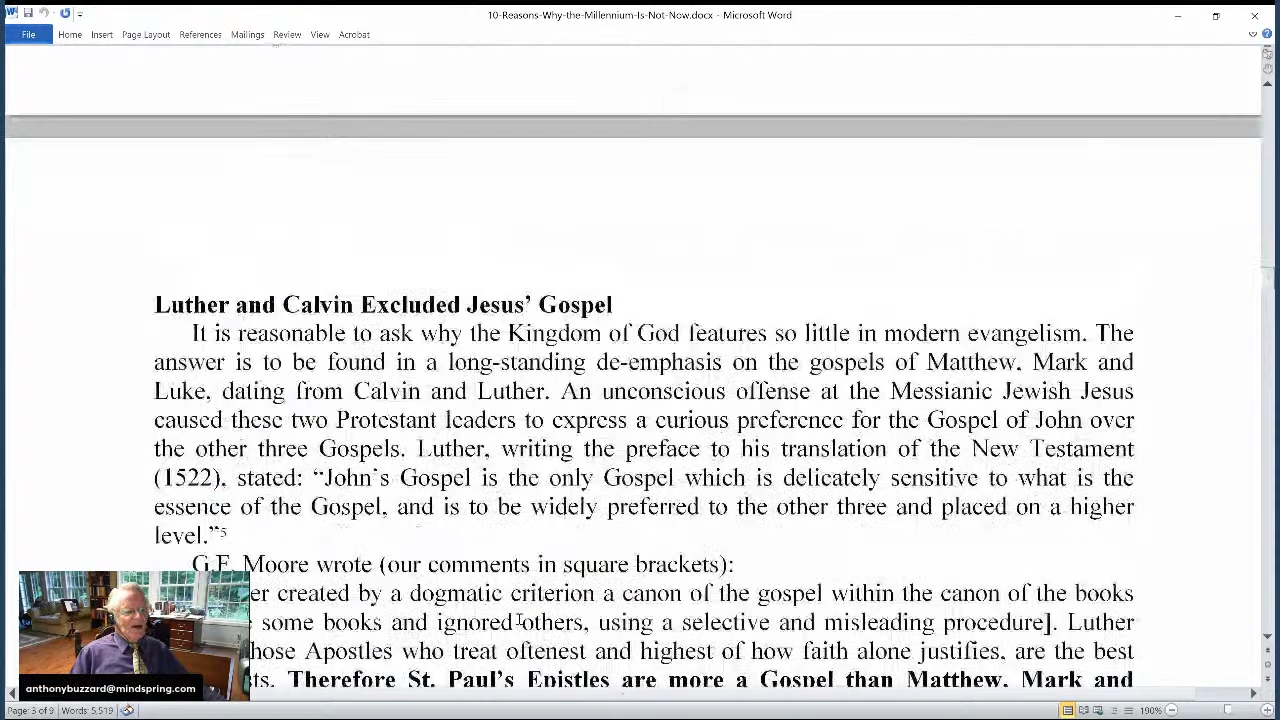 10-Reasons-Why-the-Millennium-Is-Not-Now.docx - Microsoft Word
File Home Insert Page Layout References Mailings Review View Acrobat
Luther and Calvin Excluded Jesus' Gospel
It is reasonable to ask why the Kingdom of God features so little in modern evangelism. The
answer is to be found in a long-standing de-emphasis on the gospels of Matthew, Mark and
Luke, dating from Calvin and Luther. An unconscious offense at the Messianic Jewish Jesus
caused these two Protestant leaders to express a curious preference for the Gospel of John over
the other three Gospels. Luther, writing the preface to his translation of the New Testament
(1522), stated: “John's Gospel is the only Gospel which is delicately sensitive to what is the
essence of the Gospel, and is to be widely preferred to the other three and placed on a higher
level.”5
G.F. Moore wrote (our comments in square brackets):
er created by a dogmatic criterion a canon of the gospel within the canon of the books
some books and ignored others, using a selective and misleading procedure]. Luther
hose Apostles who treat oftenest and highest of how faith alone justifies, are the best
sts. Therefore St. Paul's Epistles are more a Gospel than Matthew, Mark and
anthonybuzzard@mindspring.com
Page: 3 of 9 Words: 5,519 190%